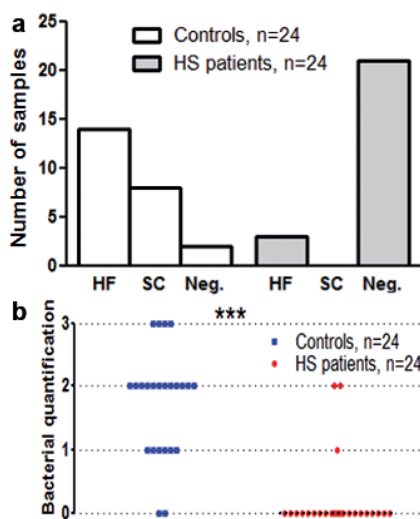 a
Number of samples
25
20
15
10
5
0
Controls, n=24
HS patients, n=24
HF SC Neg. HF SC Neg.
b
Bacterial quantification
3
2
1
0
***
Controls, n=24
HS patients, n=24